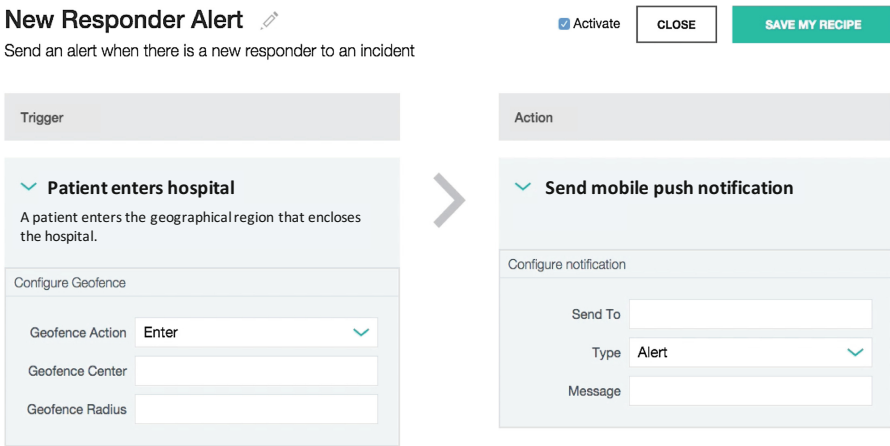 New Responder Alert
Activate
CLOSE
SAVE MY RECIPE
Send an alert when there is a new responder to an incident
Trigger
Patient enters hospital
A patient enters the geographical region that encloses
the hospital.
Configure Geofence
Geofence Action Enter
Geofence Center
Geofence Radius
Action
Send mobile push notification
Configure notification
Send To
Type Alert
Message